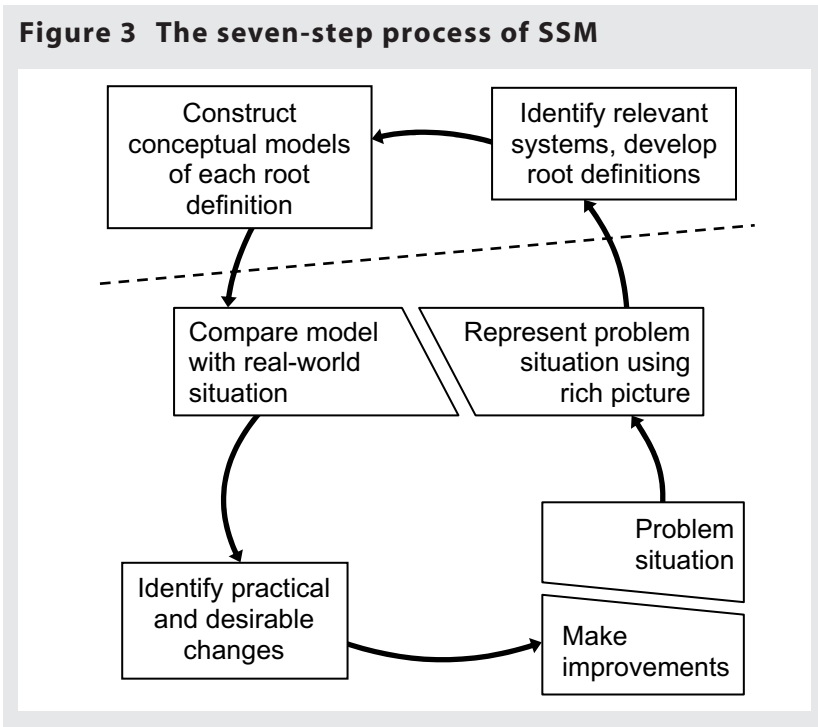 Figure 3 The seven-step process of SSM
Construct
conceptual models
of each root
definition
Identify relevant
systems, develop
root definitions
Compare model
with real-world
situation
Represent problem
situation using
rich picture
Problem
situation
Identify practical
and desirable
changes
Make
improvements